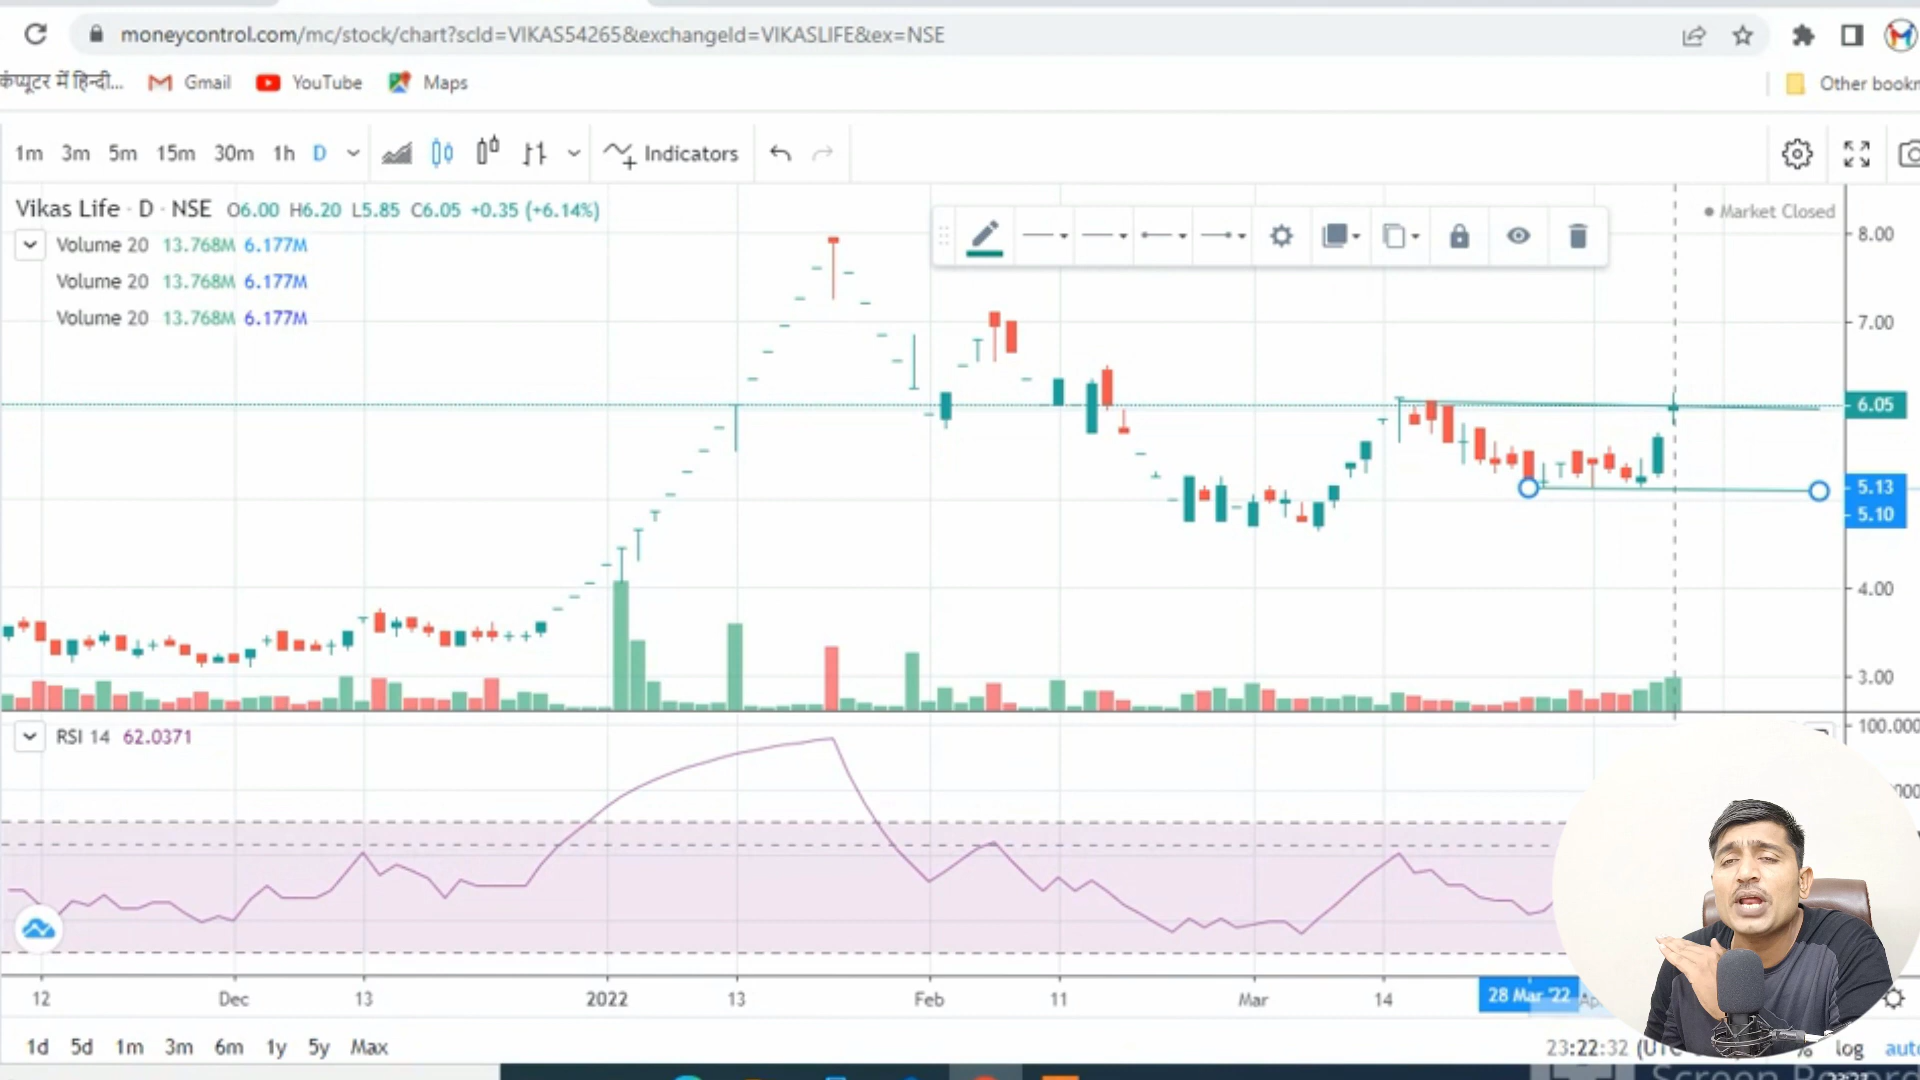 moneycontrol.com/mc/stock/chart?scId=VIKAS54265&exchangeId=VIKASLIFE&ex=NSE
कंप्यूटर में हिन्दी... Gmail YouTube Maps Other
1m 3m 5m 15m 30m 1h D Indicators
Vikas Life · D · NSE O6.00 H6.20 L5.85 C6.05 +0.35 (+6.14%) Market Closed
Volume 20 13.768M 6.177M
Volume 20 13.768M 6.177M
Volume 20 13.768M 6.177M
8.00
7.00
6.05
5.13
5.10
4.00
3.00
RSI 14 62.0371
12 Dec 13 2022 13 Feb 11 Mar 14 28 Mar '22
1d 5d 1m 3m 6m 1y 5y Max 23:22:32 % log auto